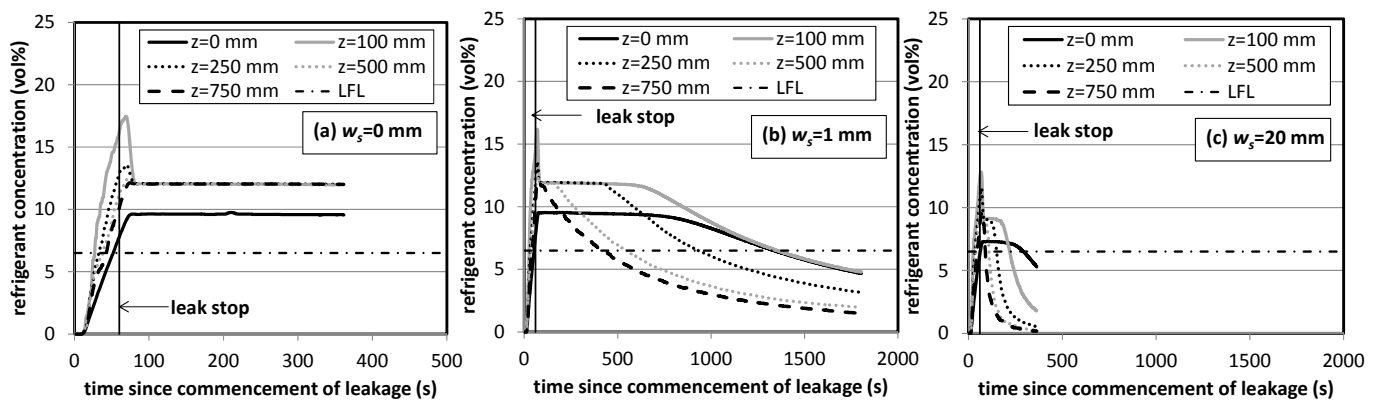 refrigerant concentration (vol%)
25
20
15
10
5
0
z=0 mm z=100 mm
z=250 mm z=500 mm
z=750 mm LFL
(a) ws=0 mm
leak stop
0 100 200 300 400 500
time since commencement of leakage (s)
refrigerant concentration (vol%)
25
20
15
10
5
0
z=0 mm z=100 mm
z=250 mm z=500 mm
z=750 mm LFL
leak stop
(b) ws=1 mm
0 500 1000 1500 2000
time since commencement of leakage (s)
refrigerant concentration (vol%)
25
20
15
10
5
0
z=0 mm z=100 mm
z=250 mm z=500 mm
z=750 mm LFL
leak stop
(c) ws=20 mm
0 500 1000 1500 2000
time since commencement of leakage (s)